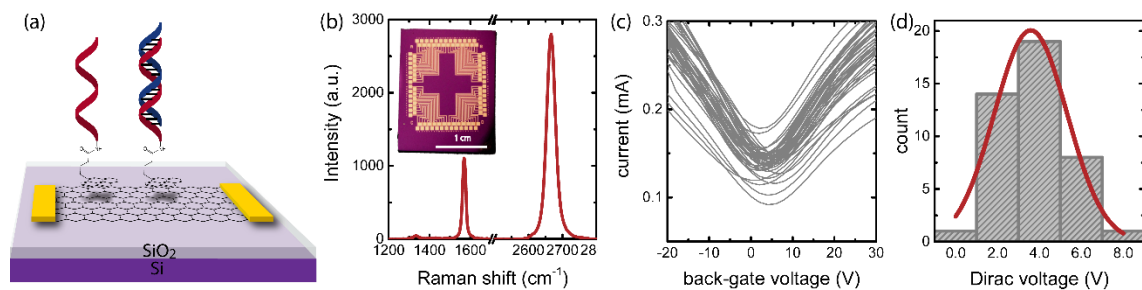 (a)
SiO2
Si
(b)
Intensity (a.u.)
3000
2000
1000
0
1 cm
1200
1400
1600
2600
2700
28
Raman shift (cm-1)
(c)
current (mA)
0.3
0.2
0.1
-20
-10
0
10
20
30
back-gate voltage (V)
(d)
count
20
15
10
5
0
0.0
2.0
4.0
6.0
8.0
Dirac voltage (V)